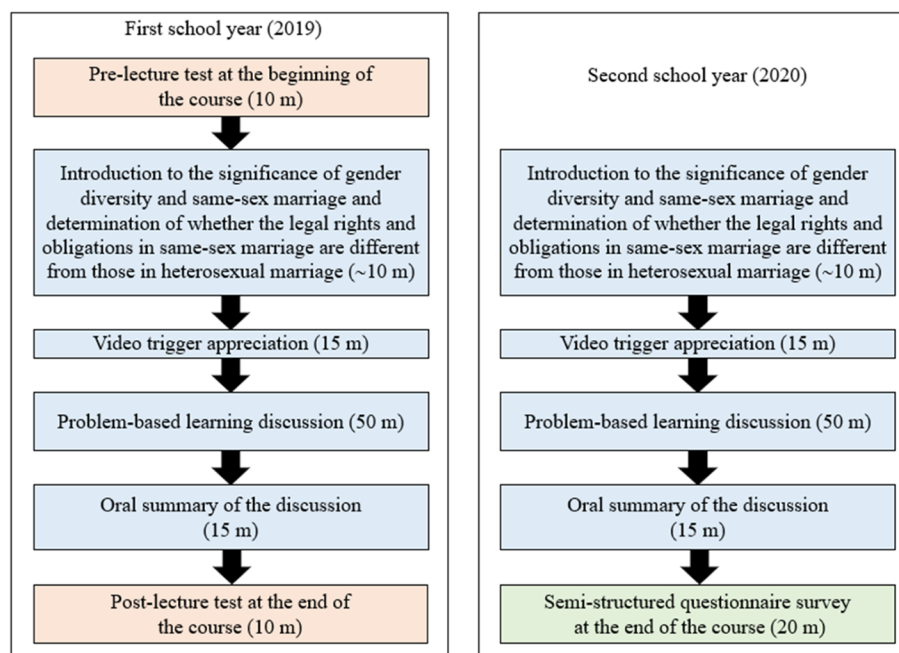 First school year (2019)
Pre-lecture test at the beginning of
the course (10 m)
Introduction to the significance of gender
diversity and same-sex marriage and
determination of whether the legal rights and
obligations in same-sex marriage are different
from those in heterosexual marriage (~10 m)
Video trigger appreciation (15 m)
Problem-based learning discussion (50 m)
Oral summary of the discussion
(15 m)
Post-lecture test at the end of
the course (10 m)
Second school year (2020)
Introduction to the significance of gender
diversity and same-sex marriage and
determination of whether the legal rights and
obligations in same-sex marriage are different
from those in heterosexual marriage (~10 m)
Video trigger appreciation (15 m)
Problem-based learning discussion (50 m)
Oral summary of the discussion
(15 m)
Semi-structured questionnaire survey
at the end of the course (20 m)